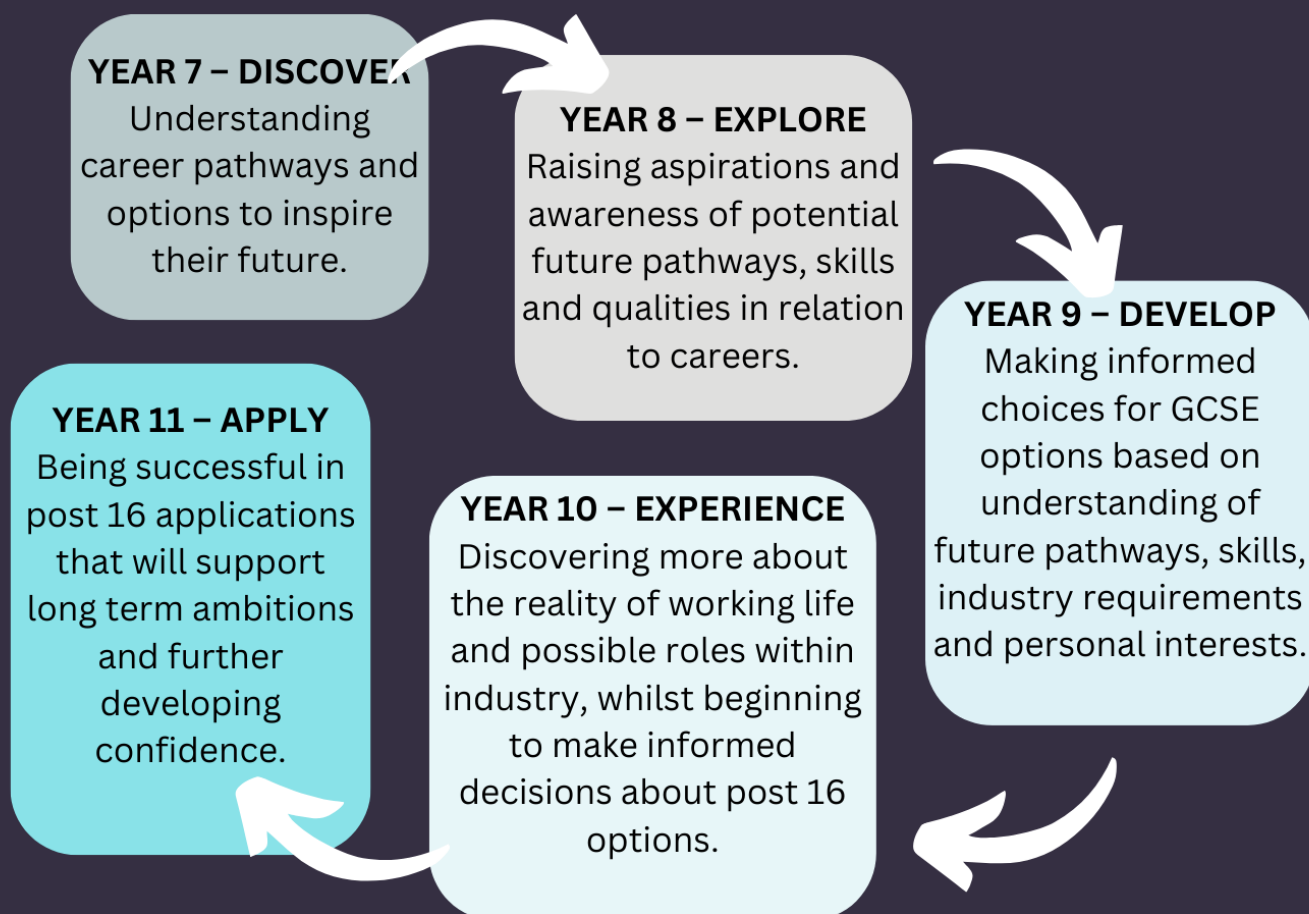 YEAR 7 – DISCOVER
Understanding
career pathways and
options to inspire
their future.
YEAR 8 – EXPLORE
Raising aspirations and
awareness of potential
future pathways, skills
and qualities in relation
to careers.
YEAR 9 – DEVELOP
Making informed
choices for GCSE
options based on
understanding of
future pathways, skills,
industry requirements
and personal interests.
YEAR 10 – EXPERIENCE
Discovering more about
the reality of working life
and possible roles within
industry, whilst beginning
to make informed
decisions about post 16
options.
YEAR 11 – APPLY
Being successful in
post 16 applications
that will support
long term ambitions
and further
developing
confidence.